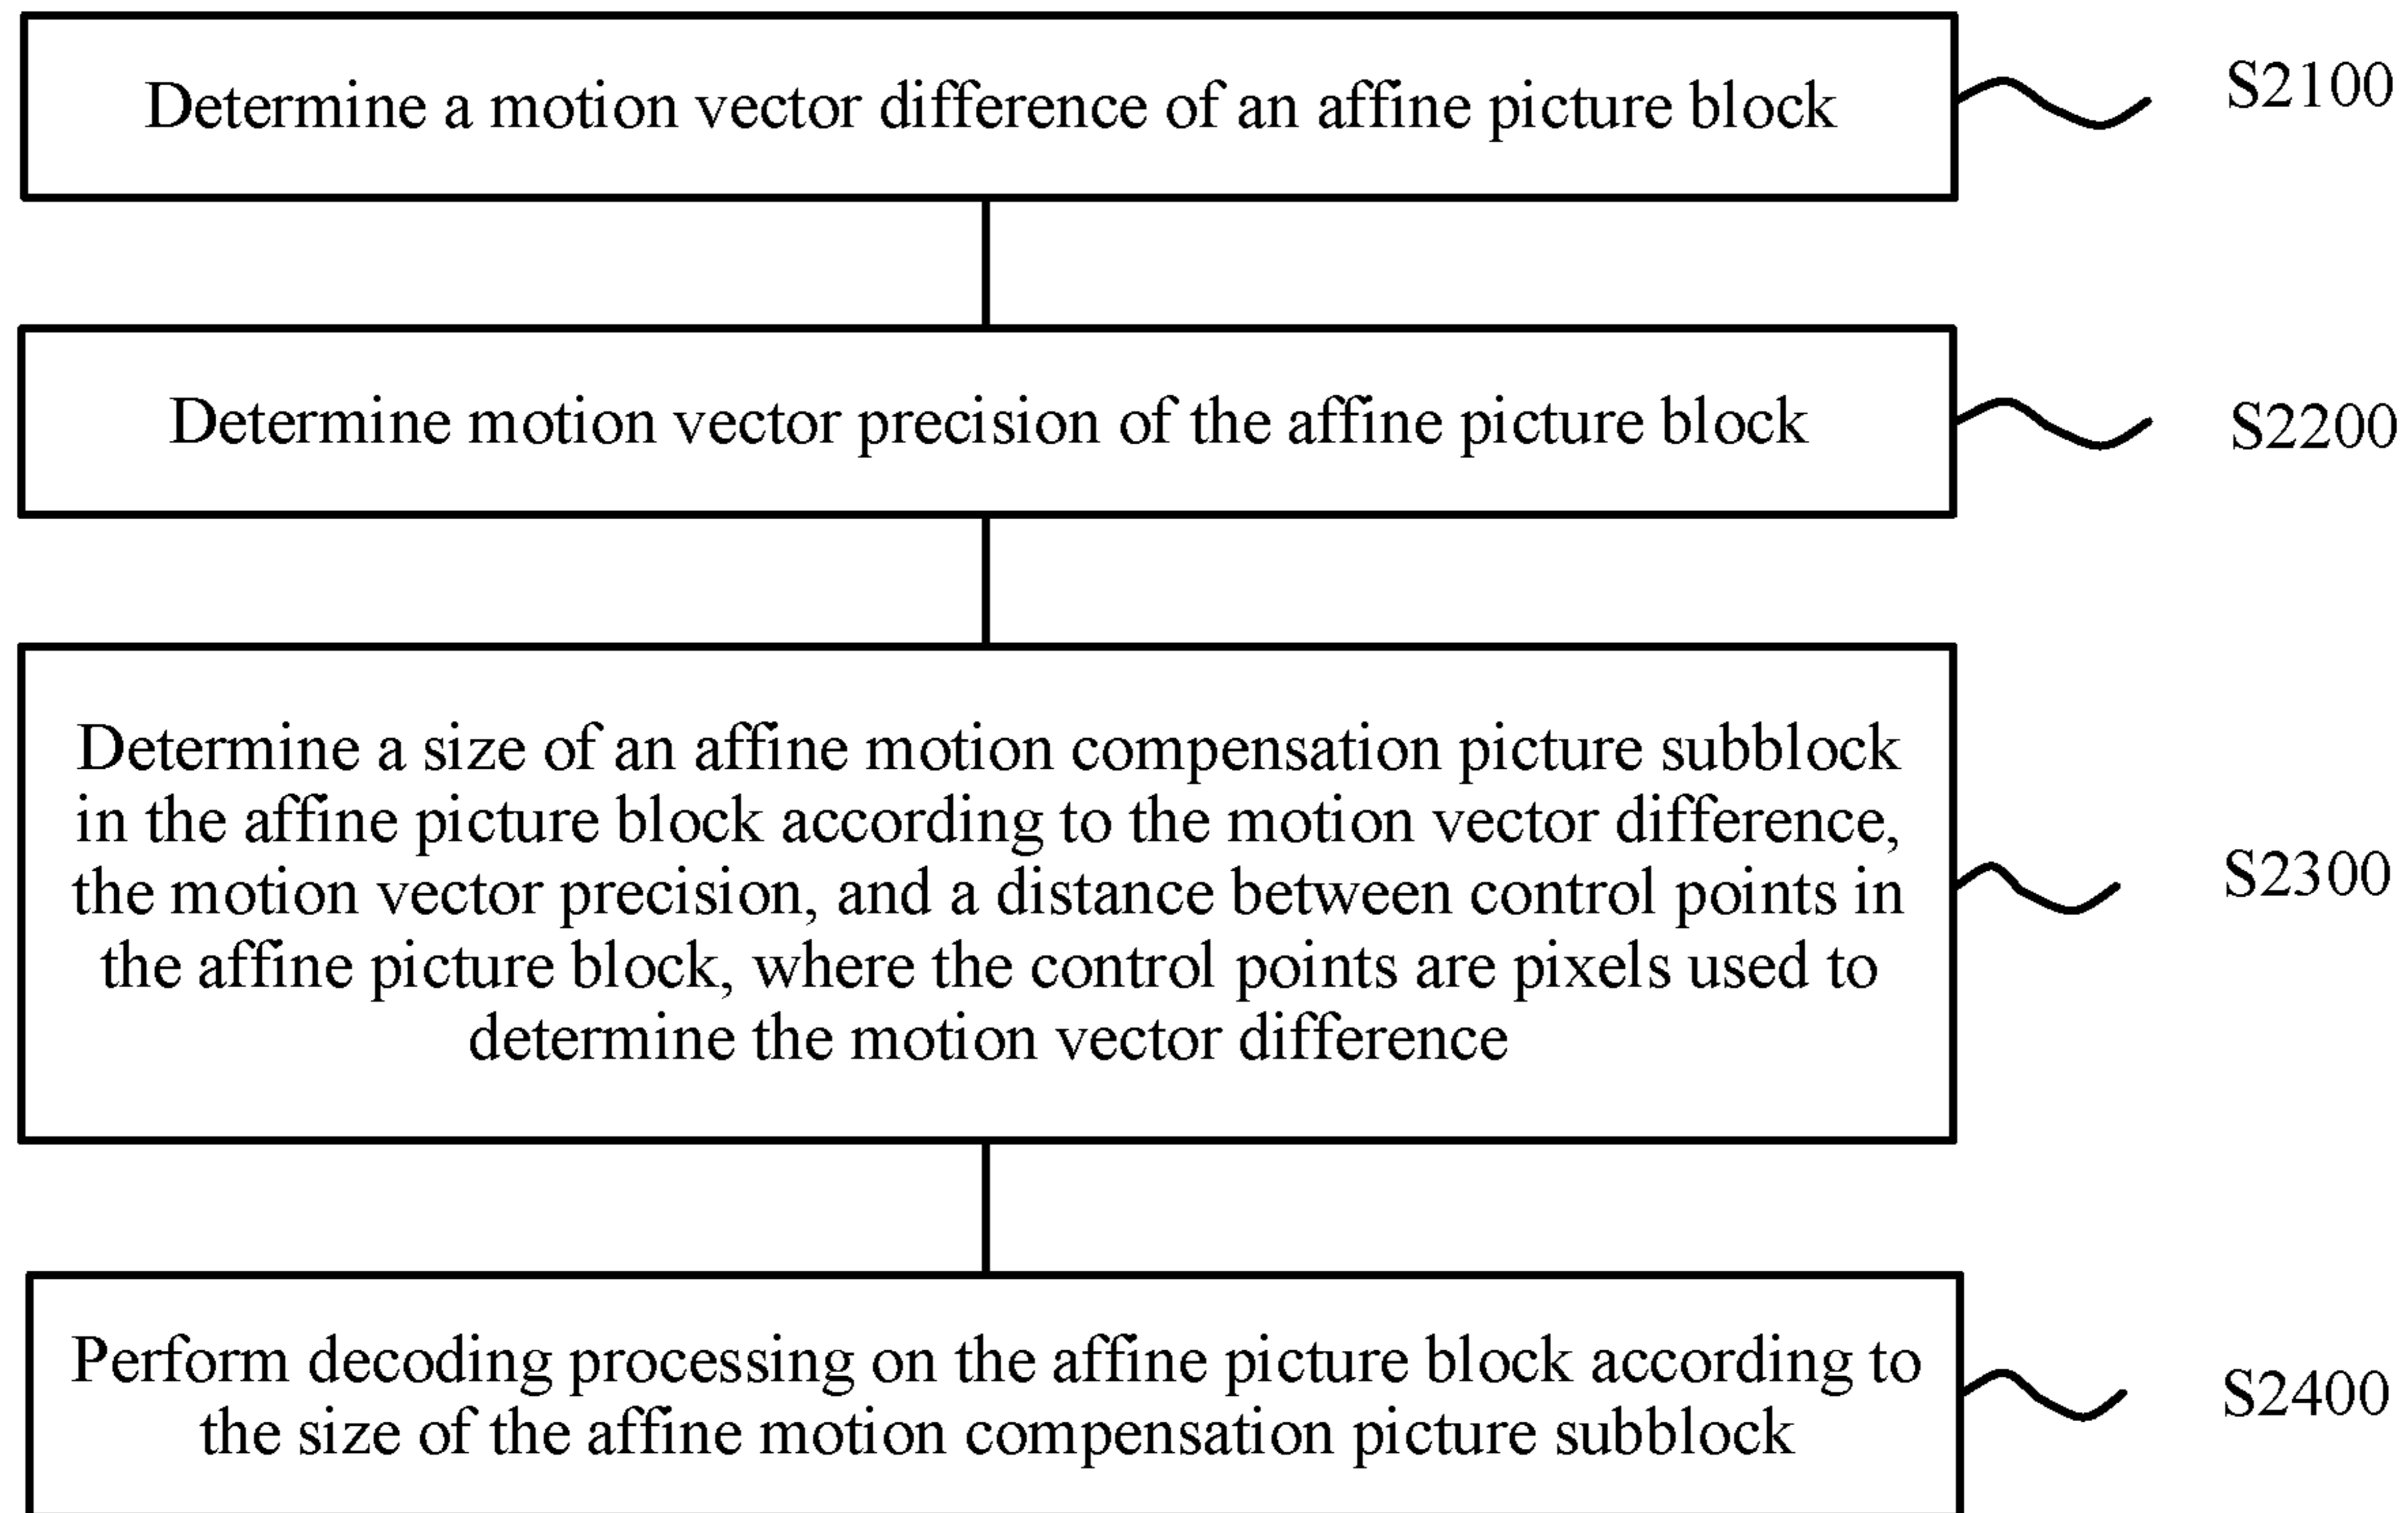 Determine a motion vector difference of an affine picture block
S2100
Determine motion vector precision of the affine picture block
S2200
Determine a size of an affine motion compensation picture subblock
in the affine picture block according to the motion vector difference,
the motion vector precision, and a distance between control points in
the affine picture block, where the control points are pixels used to
determine the motion vector difference
S2300
Perform decoding processing on the affine picture block according to
the size of the affine motion compensation picture subblock
S2400